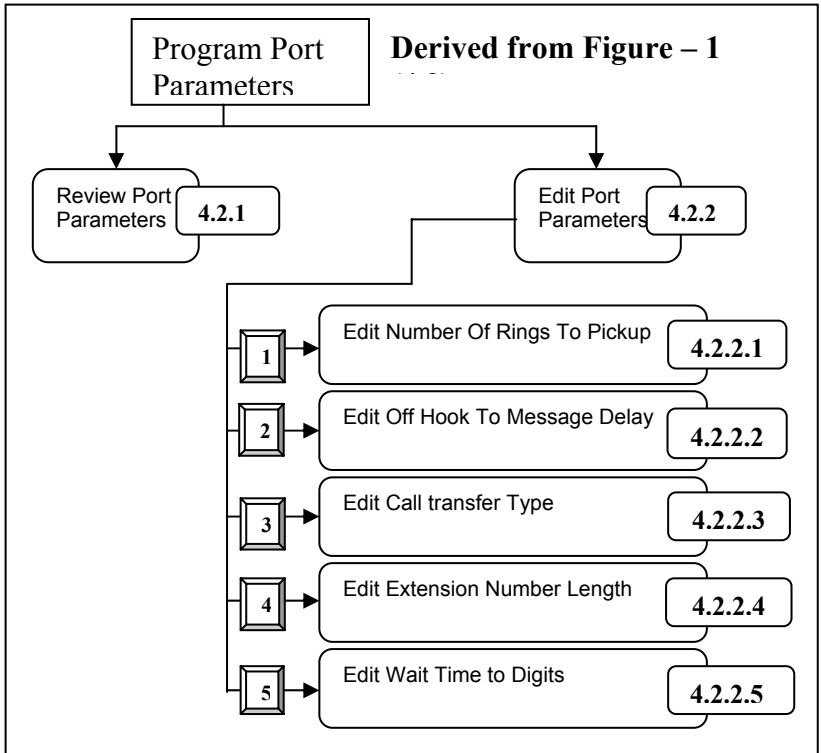 Program Port
Parameters
Derived from Figure – 1
Review Port
Parameters
4.2.1
Edit Port
Parameters
4.2.2
1
Edit Number Of Rings To Pickup
4.2.2.1
2
Edit Off Hook To Message Delay
4.2.2.2
3
Edit Call transfer Type
4.2.2.3
4
Edit Extension Number Length
4.2.2.4
5
Edit Wait Time to Digits
4.2.2.5